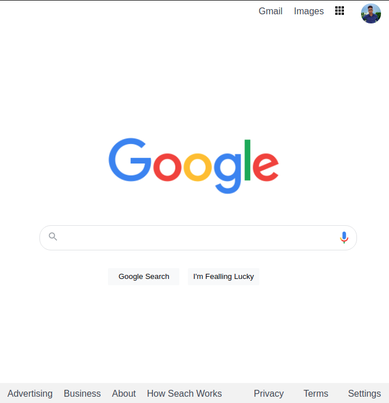 Gmail Images
Google
Google Search I'm Fealling Lucky
Advertising Business About How Seach Works Privacy Terms Settings